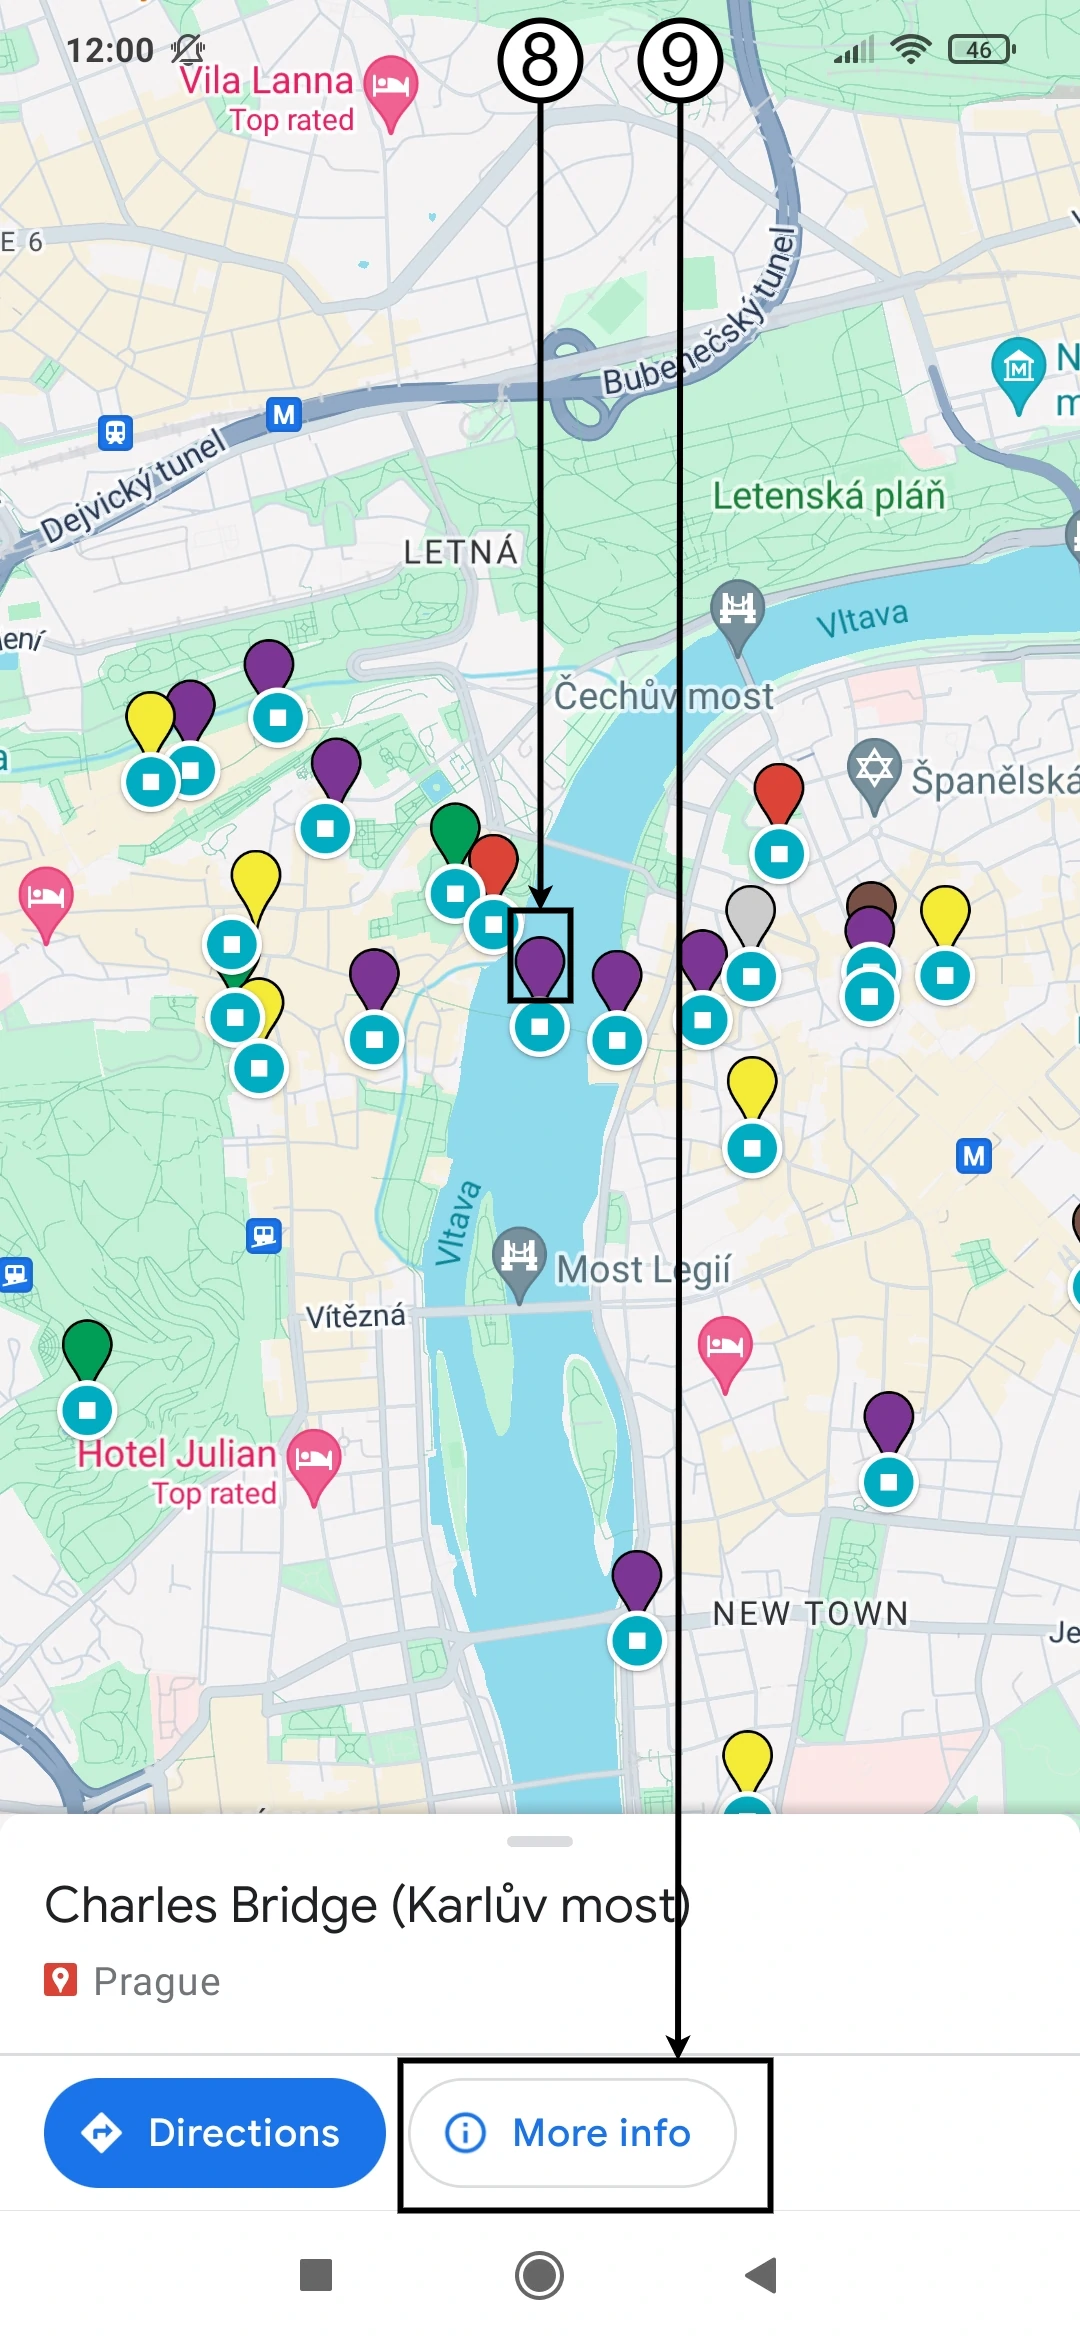 8
9
12:00
46
Vila Lanna
Top rated
E 6
Bubenečský tunel
M
Dejvický tunel
Letenská pláň
LETNÁ
Vltava
Čechův most
Španělská
M
Vltava
Most Legií
Vítězná
Hotel Julian
Top rated
NEW TOWN
Je
Charles Bridge (Karlův most)
Prague
Directions
More info